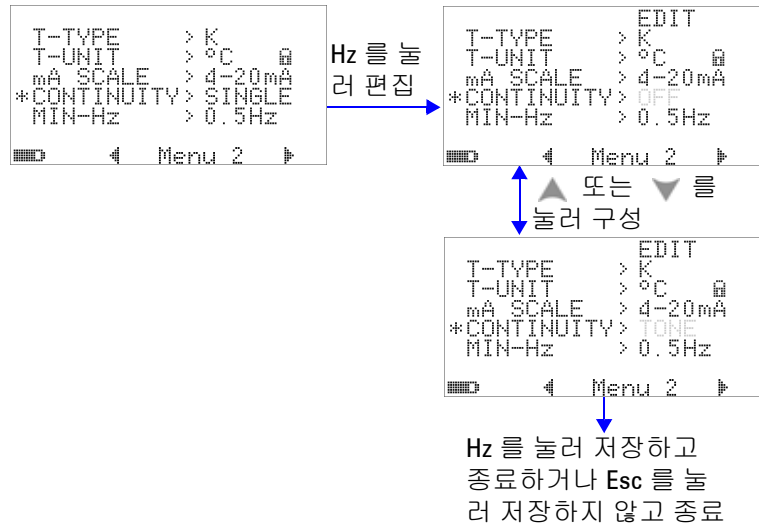 T-TYPE > K
T-UNIT > °C
mA SCALE > 4-20mA
*CONTINUITY> SINGLE
MIN-Hz > 0.5Hz
Menu 2
Hz 를 눌
러 편집
EDIT
T-TYPE > K
T-UNIT > °C
mA SCALE > 4-20mA
*CONTINUITY> OFF
MIN-Hz > 0.5Hz
Menu 2
또는 를
눌러 구성
EDIT
T-TYPE > K
T-UNIT > °C
mA SCALE > 4-20mA
*CONTINUITY> TONE
MIN-Hz > 0.5Hz
Menu 2
Hz 를 눌러 저장하고
종료하거나 Esc 를 눌
러 저장하지 않고 종료